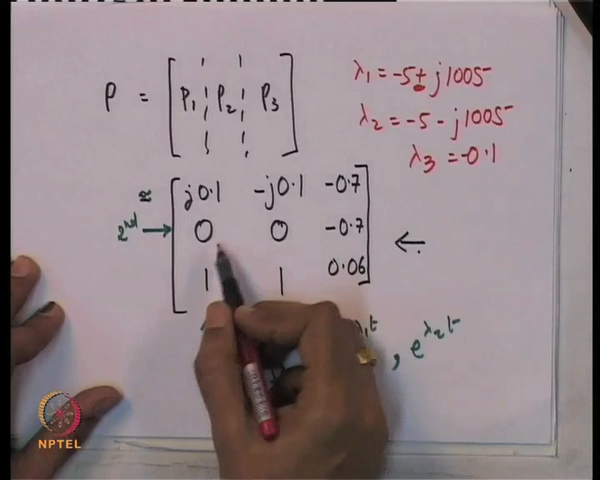 P = [P₁ P₂ P₃]
λ₁ = -5 ± j1005
λ₂ = -5 - j1005
λ₃ = -0.1
≈ [j0.1 -j0.1 -0.7
2nd → 0 0 -0.7 ←
1 1 0.06]
λ₁t , e^λ₂t
NPTEL